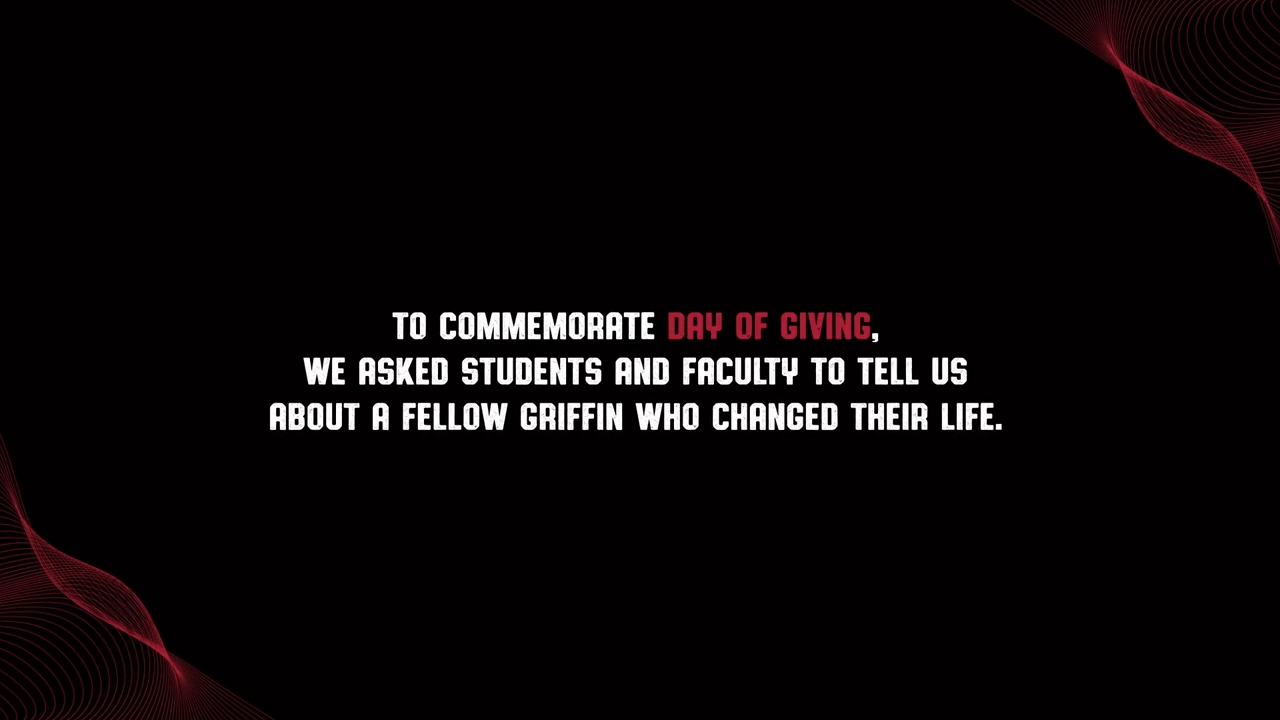 TO COMMEMORATE DAY OF GIVING,
WE ASKED STUDENTS AND FACULTY TO TELL US
ABOUT A FELLOW GRIFFIN WHO CHANGED THEIR LIFE.